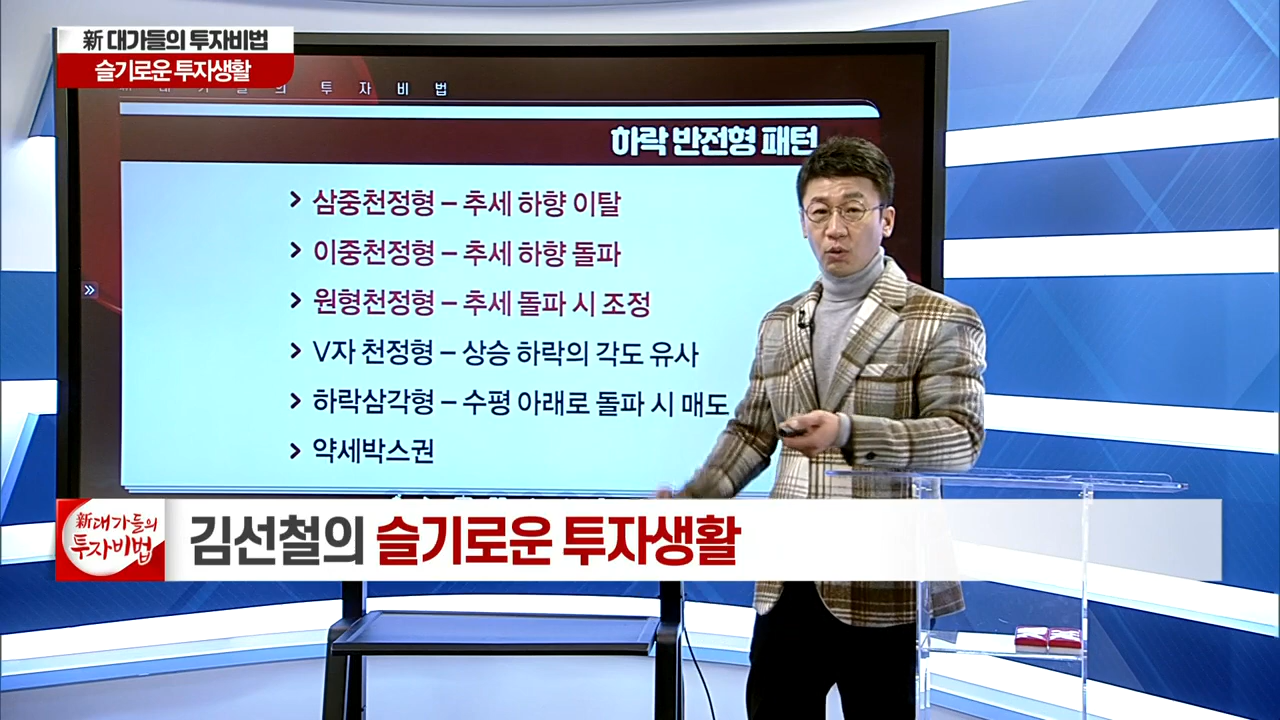 新 대가들의 투자비법
슬기로운 투자생활
대 가 들 의 투 자 비 법
하락 반전형 패턴
> 삼중천정형 – 추세 하향 이탈
> 이중천정형 – 추세 하향 돌파
> 원형천정형 – 추세 돌파 시 조정
> V자 천정형 – 상승 하락의 각도 유사
> 하락삼각형 – 수평 아래로 돌파 시 매도
> 약세박스권
新대가들의
투자비법
김선철의 슬기로운 투자생활